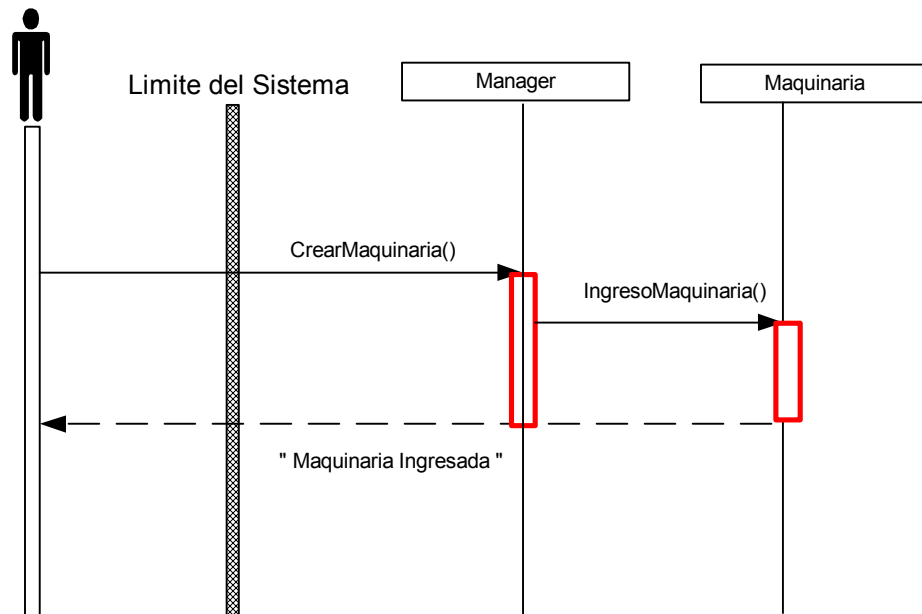 Limite del Sistema
Manager
Maquinaria
CrearMaquinaria()
IngresoMaquinaria()
" Maquinaria Ingresada "